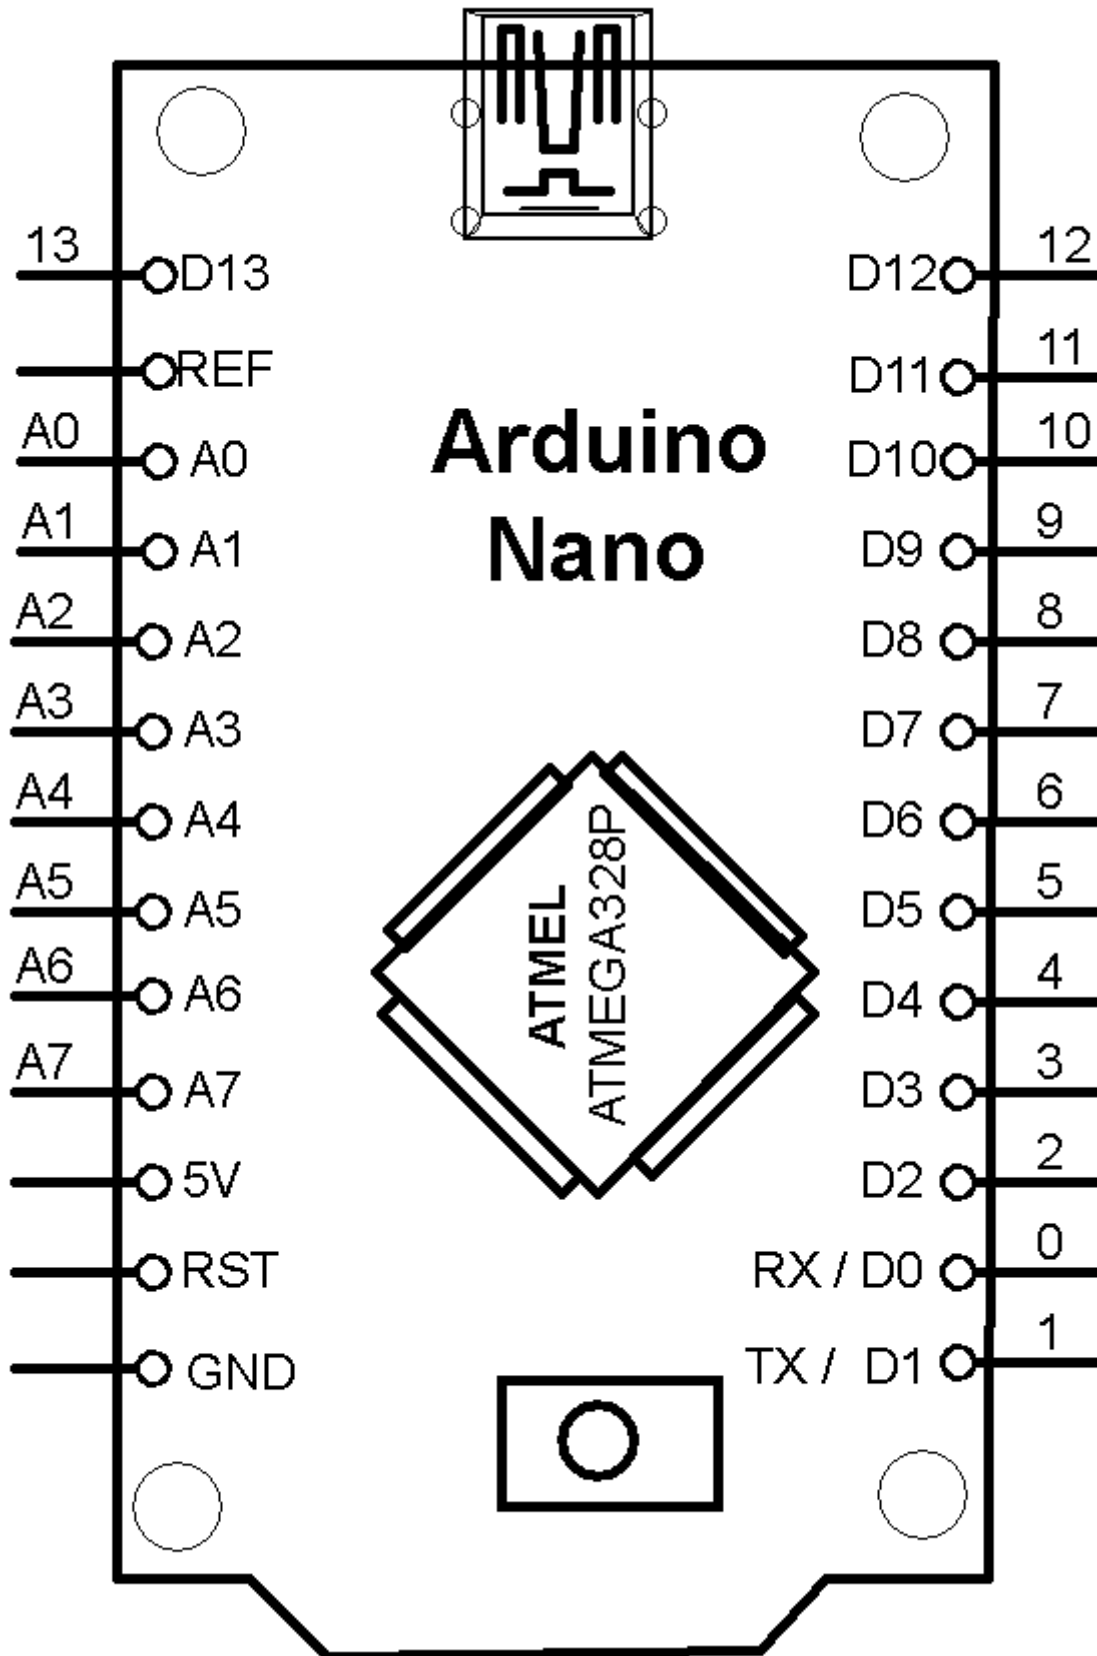 13
D13
D12
12
REF
D11
11
A0
A0
Arduino
D10
10
A1
A1
Nano
D9
9
A2
A2
D8
8
A3
A3
D7
7
A4
A4
D6
6
A5
A5
ATMEL
ATMEGA328P
D5
5
A6
A6
D4
4
A7
A7
D3
3
5V
D2
2
RST
RX / D0
0
GND
TX / D1
1